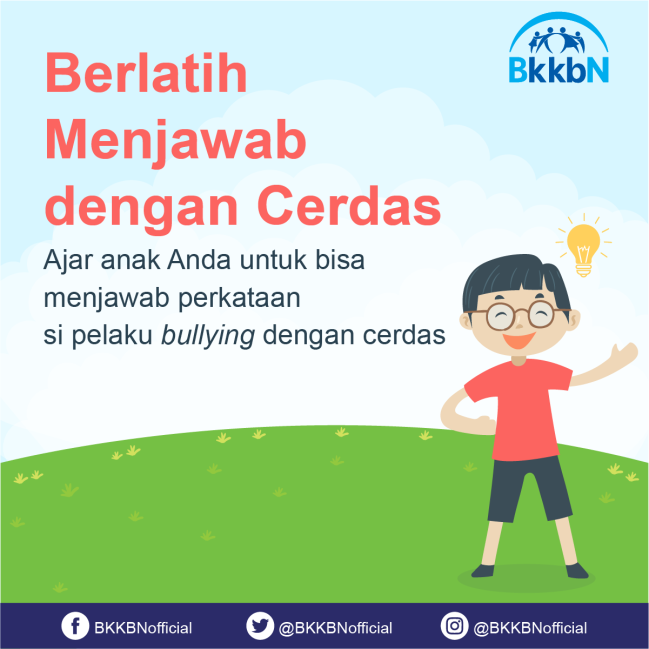 BkkbN
Berlatih
Menjawab
dengan Cerdas
Ajar anak Anda untuk bisa
menjawab perkataan
si pelaku bullying dengan cerdas
BKKBNofficial
@BKKBNofficial
@BKKBNofficial